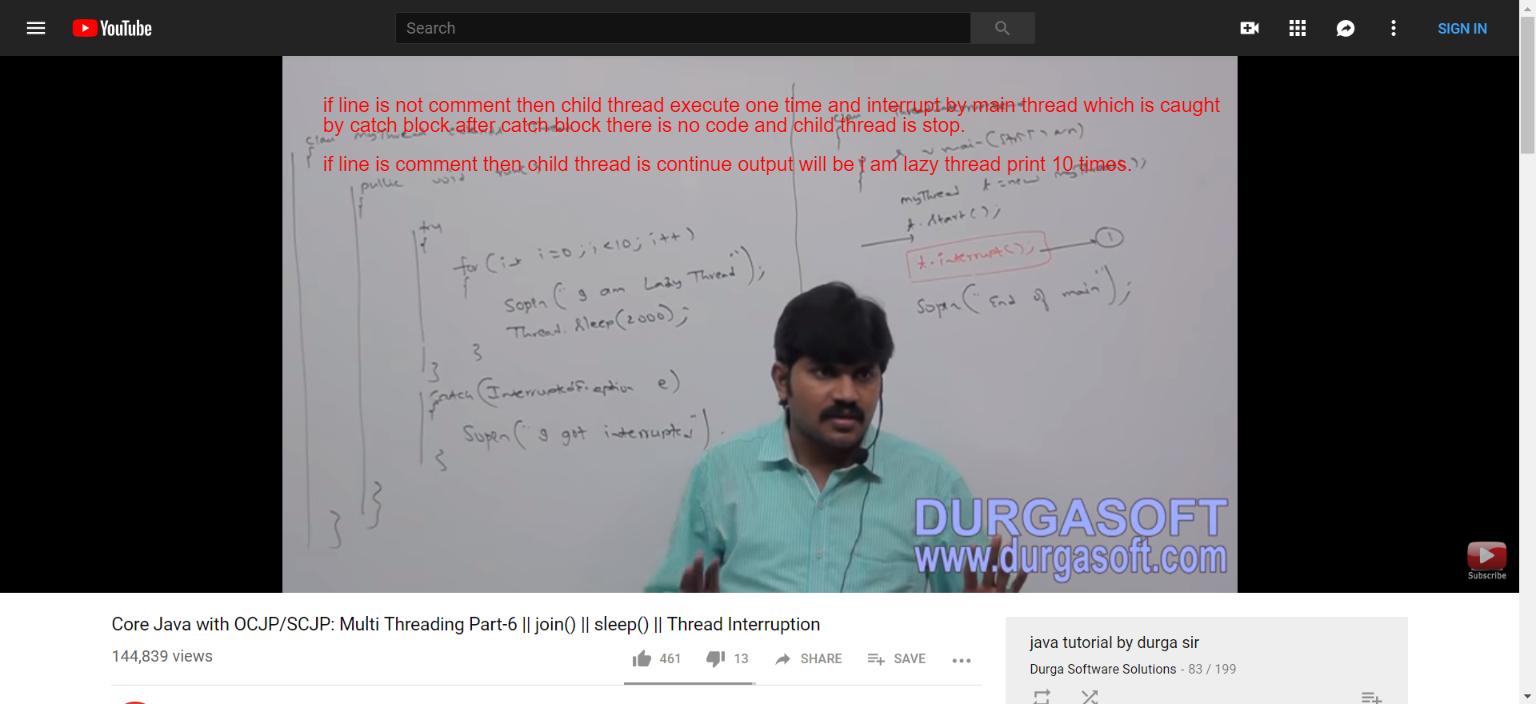 YouTube
Search
SIGN IN
if line is not comment then child thread execute one time and interrupt by main thread which is caught
by catch block after catch block there is no code and child thread is stop.
if line is comment then child thread is continue output will be i am lazy thread print 10 times.
class myThread extends Thread
{
public void run()
{
try
{
for (int i=0; i<10; i++)
{
Sopln("I am Lazy Thread");
Thread.sleep(2000);
}
}
catch(InterruptedException e)
{
Sopln("I got interrupted")
}
}
}
{
main(String[] arr)
{
myThread t = new myThread();
t.start();
t.interrupt();
1
Sopln("End of main");
DURGASOFT
www.durgasoft.com
Subscribe
Core Java with OCJP/SCJP: Multi Threading Part-6 || join() || sleep() || Thread Interruption
144,839 views
461
13
SHARE
SAVE
java tutorial by durga sir
Durga Software Solutions - 83 / 199